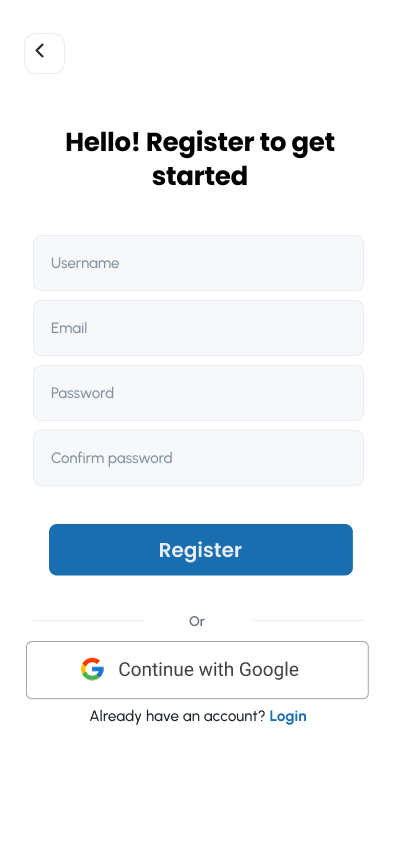 Hello! Register to get
started
Username
Email
Password
Confirm password
Register
Or
Continue with Google
Already have an account? Login